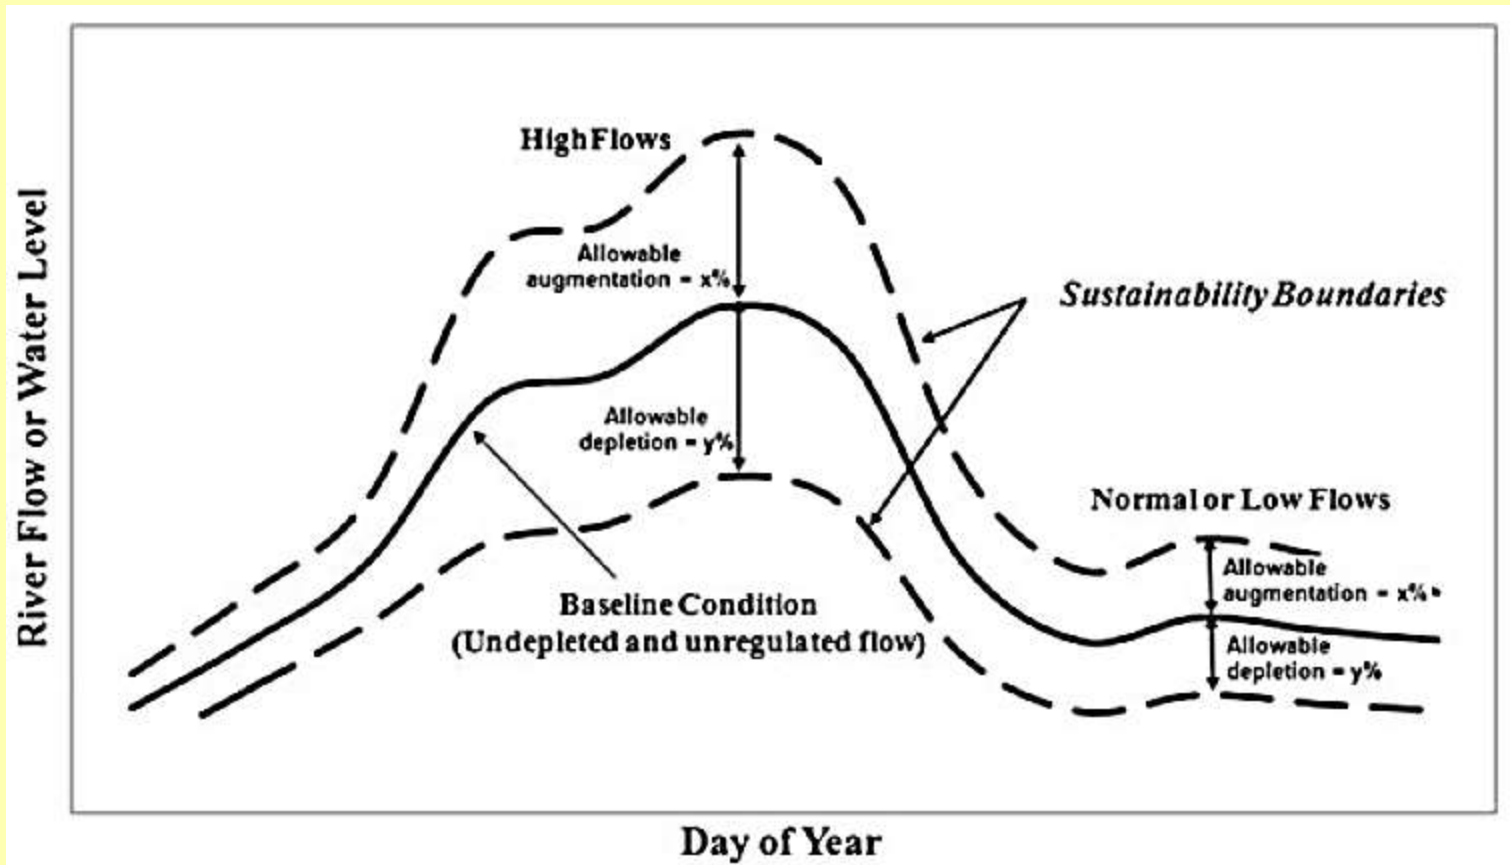 High Flows
Allowable
augmentation = x%
Sustainability Boundaries
River Flow or Water Level
Allowable
depletion = y%
Normal or Low Flows
Allowable
augmentation = x%
Baseline Condition
(Undepleted and unregulated flow)
Allowable
depletion = y%
Day of Year